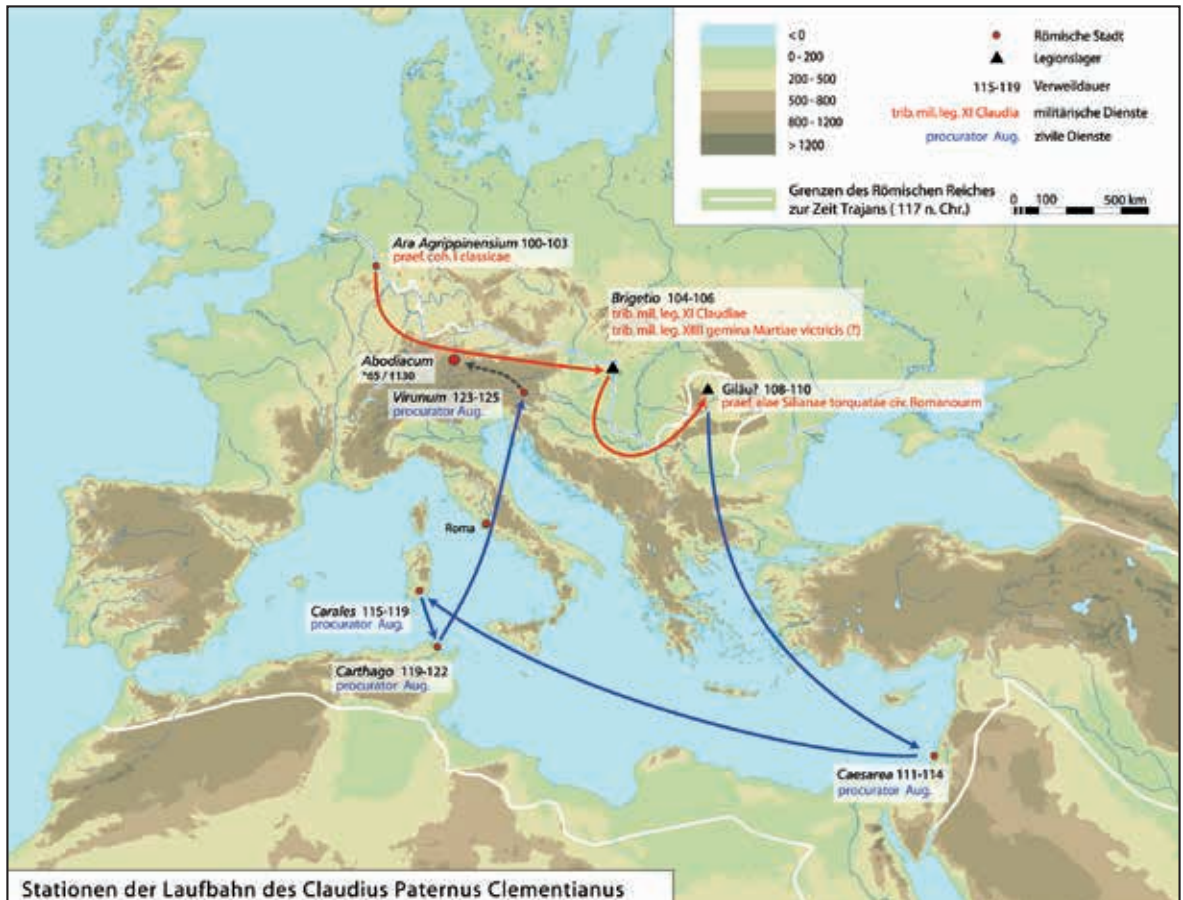 < 0
0 - 200
200 - 500
500 - 800
800 - 1200
> 1200
Römische Stadt
Legionslager
115-119 Verweildauer
trib. mil. leg. XI Claudia militärische Dienste
procurator Aug. zivile Dienste
Grenzen des Römischen Reiches
zur Zeit Trajans ( 117 n. Chr.)
0 100 500 km
Ara Agrippinensium 100-103
praef. coh. I classicae
Brigetio 104-106
trib. mil. leg. XI Claudiae
trib. mil. leg. XIIII gemina Martiae victricis (?)
Abodiacum
*65 / †130
Virunum 123-125
procurator Aug.
Gilău? 108-110
praef. alae Silianae torquatae civ. Romanourm
Roma
Carales 115-119
procurator Aug.
Carthago 119-122
procurator Aug.
Caesarea 111-114
procurator Aug.
Stationen der Laufbahn des Claudius Paternus Clementianus